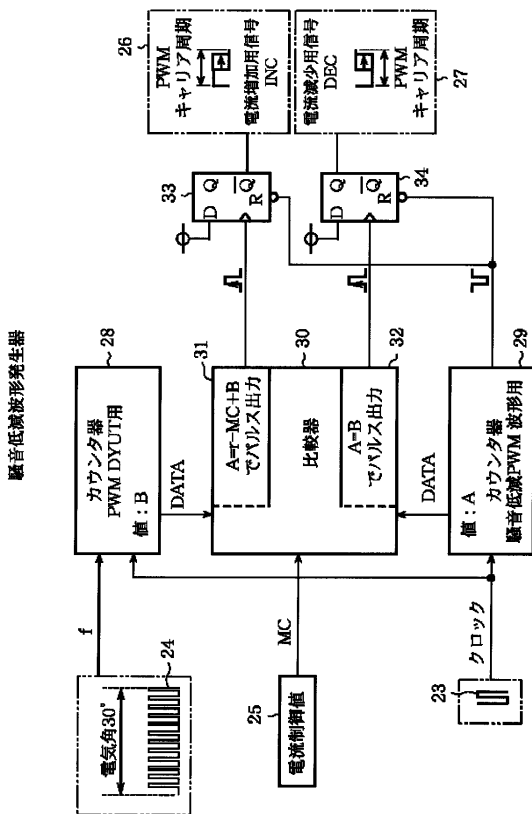 騒音低減波形発生器
電気角30°
24
f
25
電流制御値
MC
23
クロック
28
カウンタ器
PWM DYUT用
値：B
DATA
31
A=r-MC+B
でパルス出力
30
比較器
32
A=B
でパルス出力
DATA
29
値：A
カウンタ器
騒音低減PWM 波形用
33
D
Q
Q
R
34
D
Q
Q
R
26
PWM
キャリア周期
電流増加用信号
INC
電流減少用信号
DEC
PWM
キャリア周期
27